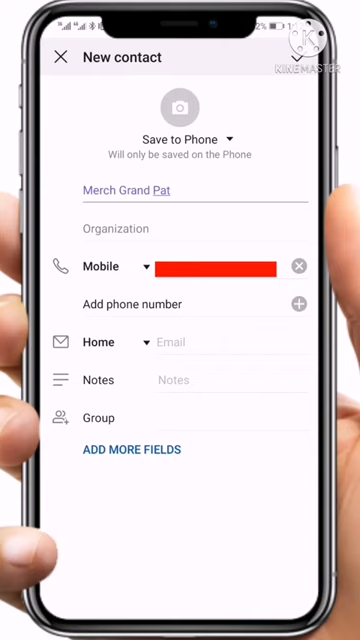 2%
New contact
KINEMASTER
Save to Phone
Will only be saved on the Phone
Merch Grand Pat
Organization
Mobile
Add phone number
Home Email
Notes Notes
Group
ADD MORE FIELDS